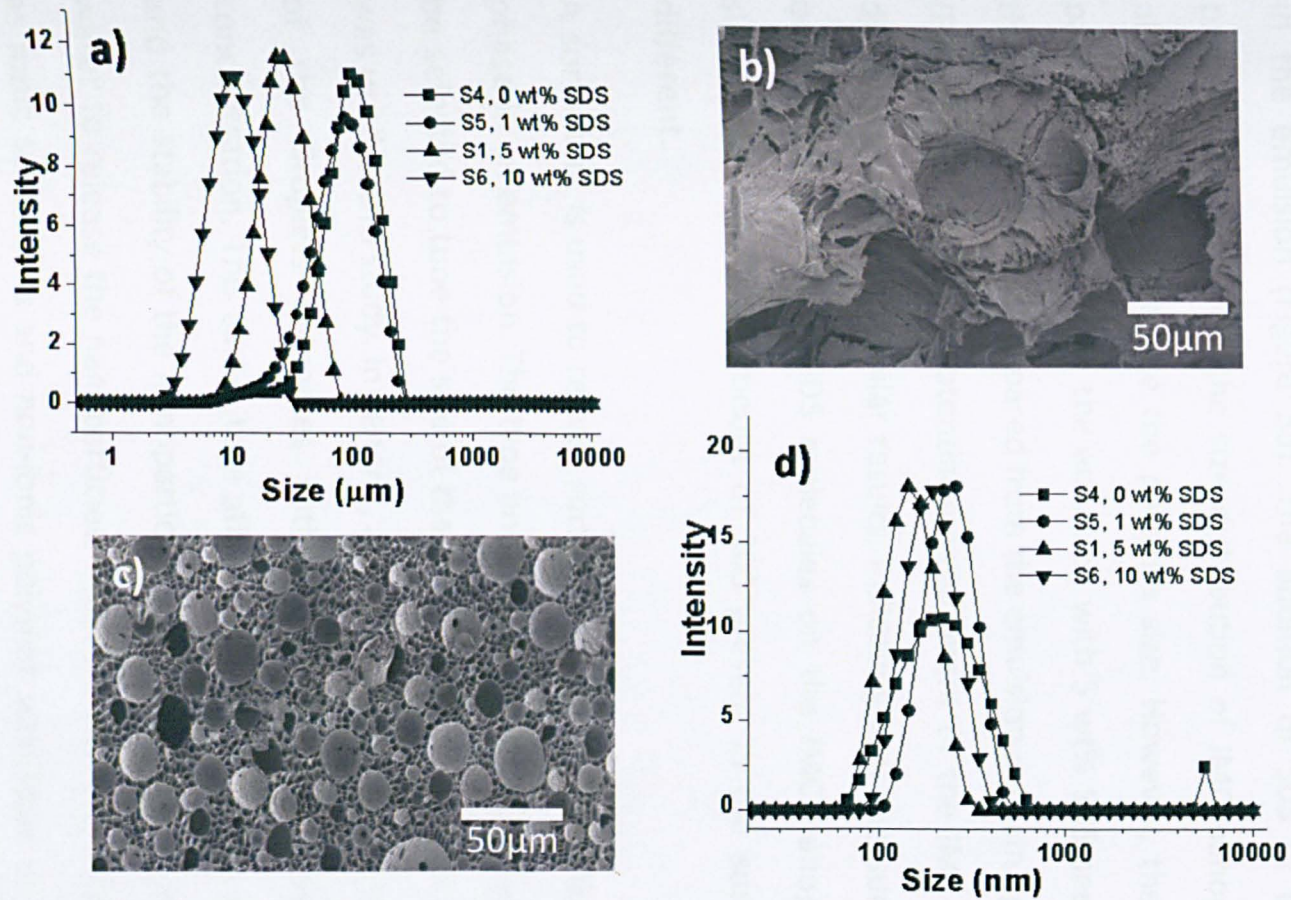 a)
12
10
8
6
4
2
0
Intensity
S4, 0 wt% SDS
S5, 1 wt% SDS
S1, 5 wt% SDS
S6, 10 wt% SDS
1 10 100 1000 10000
Size (μm)
b)
50μm
c)
50μm
d)
20
15
10
5
0
Intensity
S4, 0 wt% SDS
S5, 1 wt% SDS
S1, 5 wt% SDS
S6, 10 wt% SDS
100 1000 10000
Size (nm)